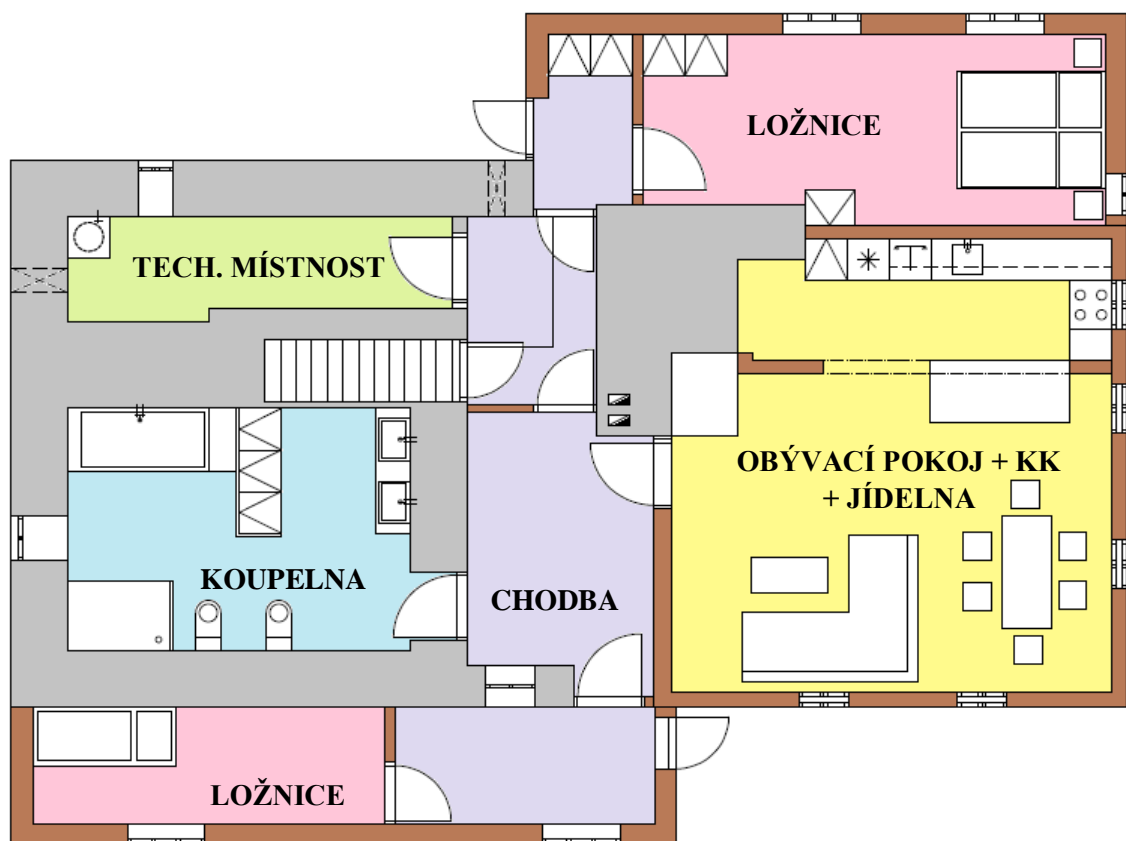 LOŽNICE
TECH. MÍSTNOST
OBÝVACÍ POKOJ + KK
+ JÍDELNA
KOUPELNA
CHODBA
LOŽNICE